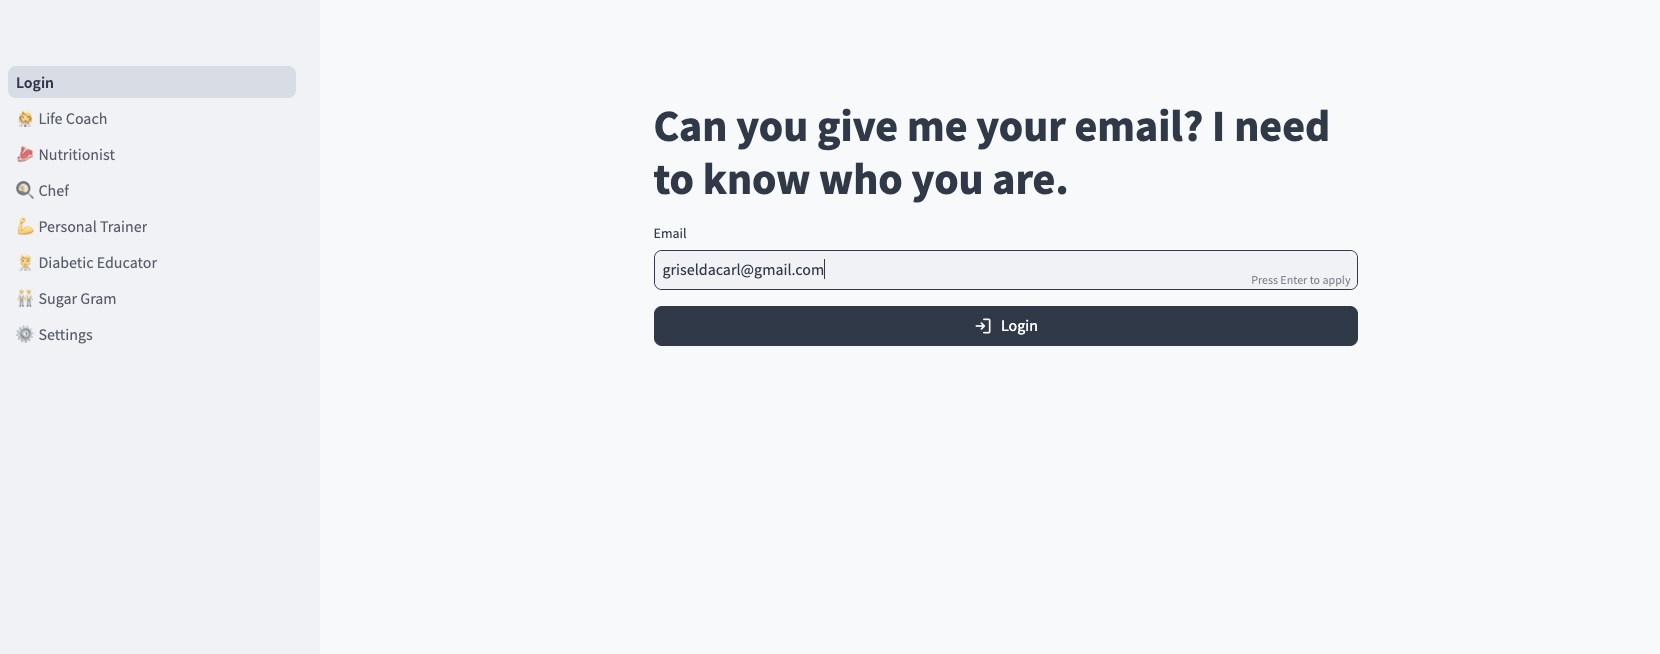 Login
Life Coach
Nutritionist
Chef
Personal Trainer
Diabetic Educator
Sugar Gram
Settings
Can you give me your email? I need
to know who you are.
Email
griseldacarl@gmail.com
Press Enter to apply
Login